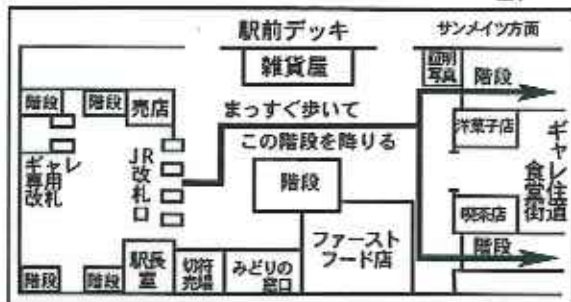 駅前デッキ
サンメイツ方面
雑貨屋
証明
写真
階段
階段
階段
売店
まっすぐ歩いて
この階段を降りる
洋菓子店
ギャレ
専用
改札
JR改札口
階段
ギャレ住道
食堂街
喫茶店
階段
ファースト
フード店
駅長
室
切符
売場
みどりの
窓口
階段
階段